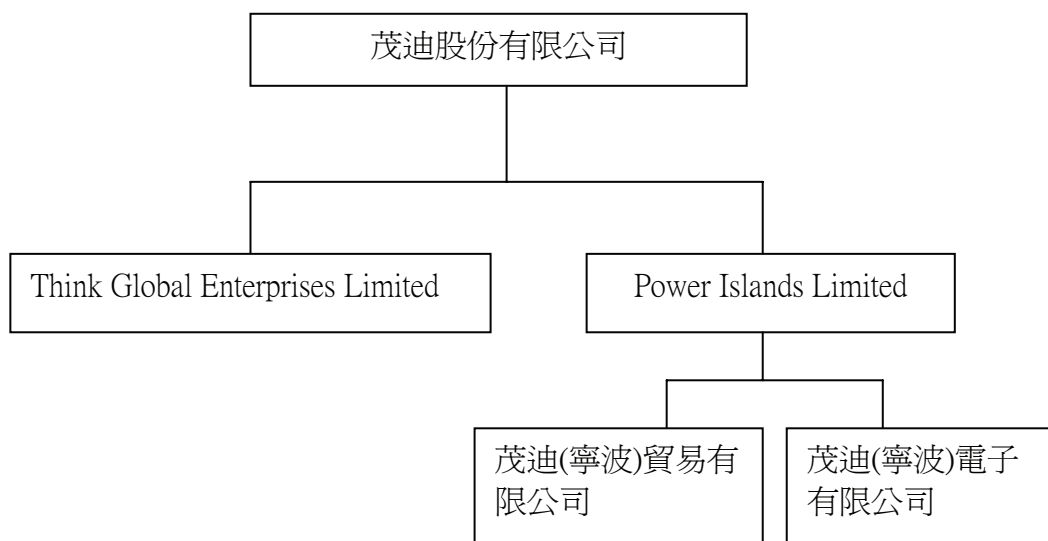 茂迪股份有限公司
Think Global Enterprises Limited
Power Islands Limited
茂迪(寧波)貿易有
限公司
茂迪(寧波)電子
有限公司